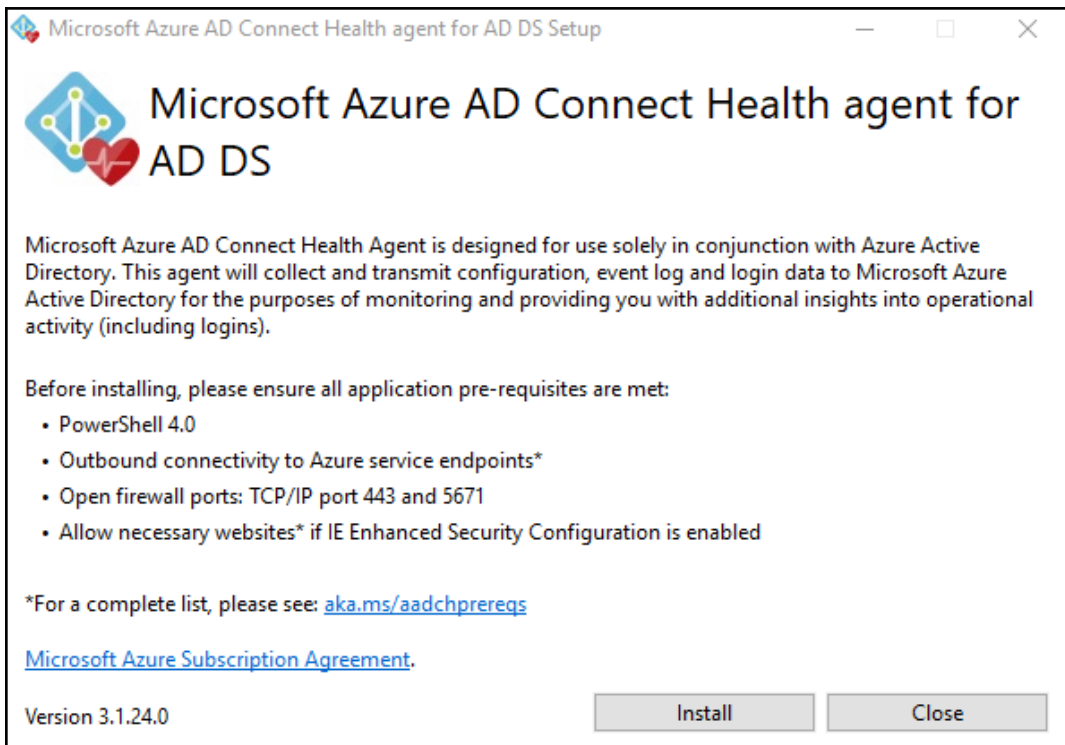 Microsoft Azure AD Connect Health agent for AD DS Setup
Microsoft Azure AD Connect Health agent for
AD DS
Microsoft Azure AD Connect Health Agent is designed for use solely in conjunction with Azure Active
Directory. This agent will collect and transmit configuration, event log and login data to Microsoft Azure
Active Directory for the purposes of monitoring and providing you with additional insights into operational
activity (including logins).
Before installing, please ensure all application pre-requisites are met:
• PowerShell 4.0
• Outbound connectivity to Azure service endpoints*
• Open firewall ports: TCP/IP port 443 and 5671
• Allow necessary websites* if IE Enhanced Security Configuration is enabled
*For a complete list, please see: aka.ms/aadchprereqs
Microsoft Azure Subscription Agreement.
Version 3.1.24.0
Install
Close